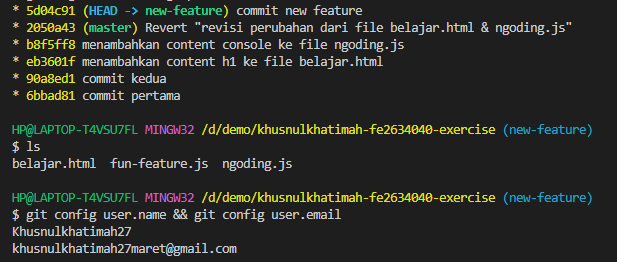 * 5d04c91 (HEAD -> new-feature) commit new feature
* 2050a43 (master) Revert "revisi perubahan dari file belajar.html & ngoding.js"
* b8f5ff8 menambahkan content console ke file ngoding.js
* eb3601f menambahkan content h1 ke file belajar.html
* 90a8ed1 commit kedua
* 6bbad81 commit pertama
HP@LAPTOP-T4VSU7FL MINGW32 /d/demo/khusnulkhatimah-fe2634040-exercise (new-feature)
$ ls
belajar.html  fun-feature.js  ngoding.js
HP@LAPTOP-T4VSU7FL MINGW32 /d/demo/khusnulkhatimah-fe2634040-exercise (new-feature)
$ git config user.name && git config user.email
Khusnulkhatimah27
khusnulkhatimah27maret@gmail.com